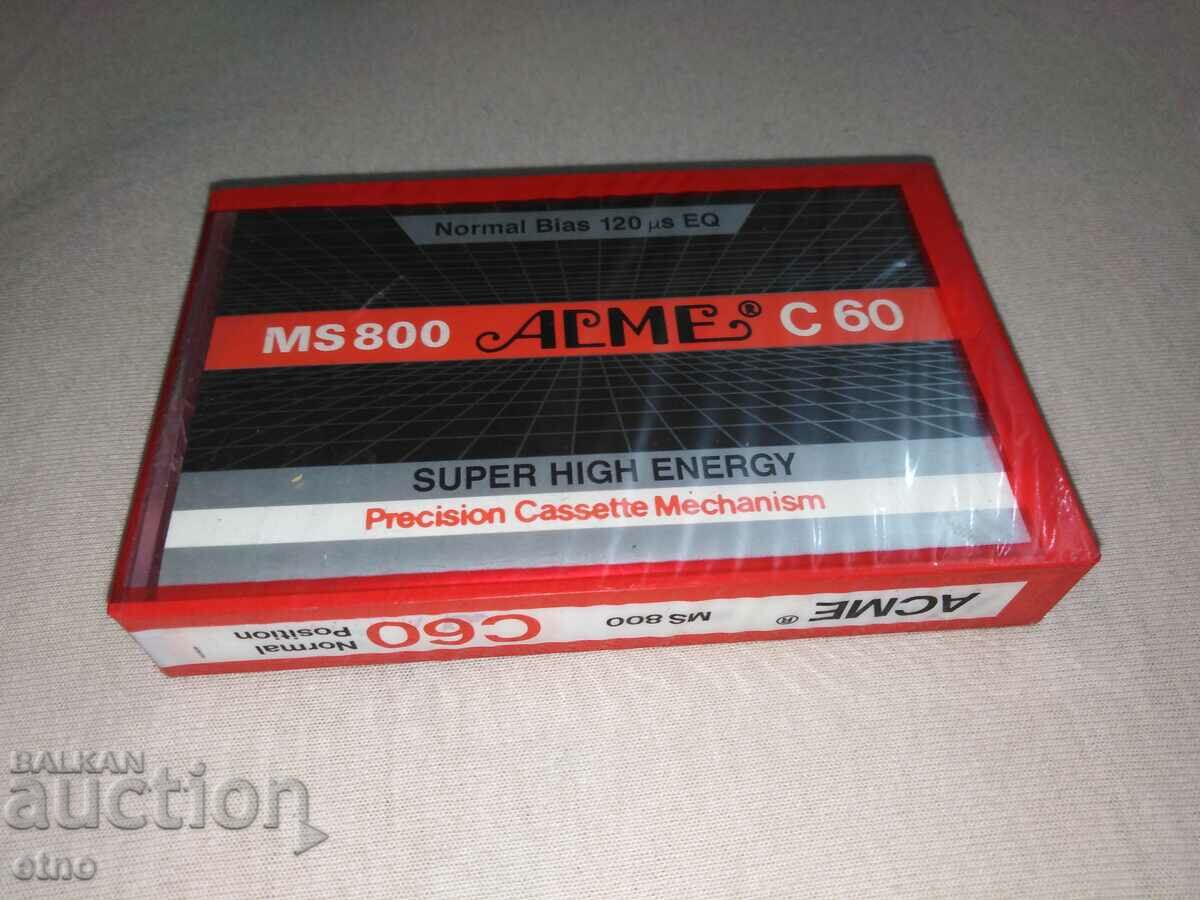 Normal Bias 120 µs EQ
MS 800 ACME® C 60
SUPER HIGH ENERGY
Precision Cassette Mechanism
ACME ® MS 800 C60 Normal
Position
BALKAN
auction
etno